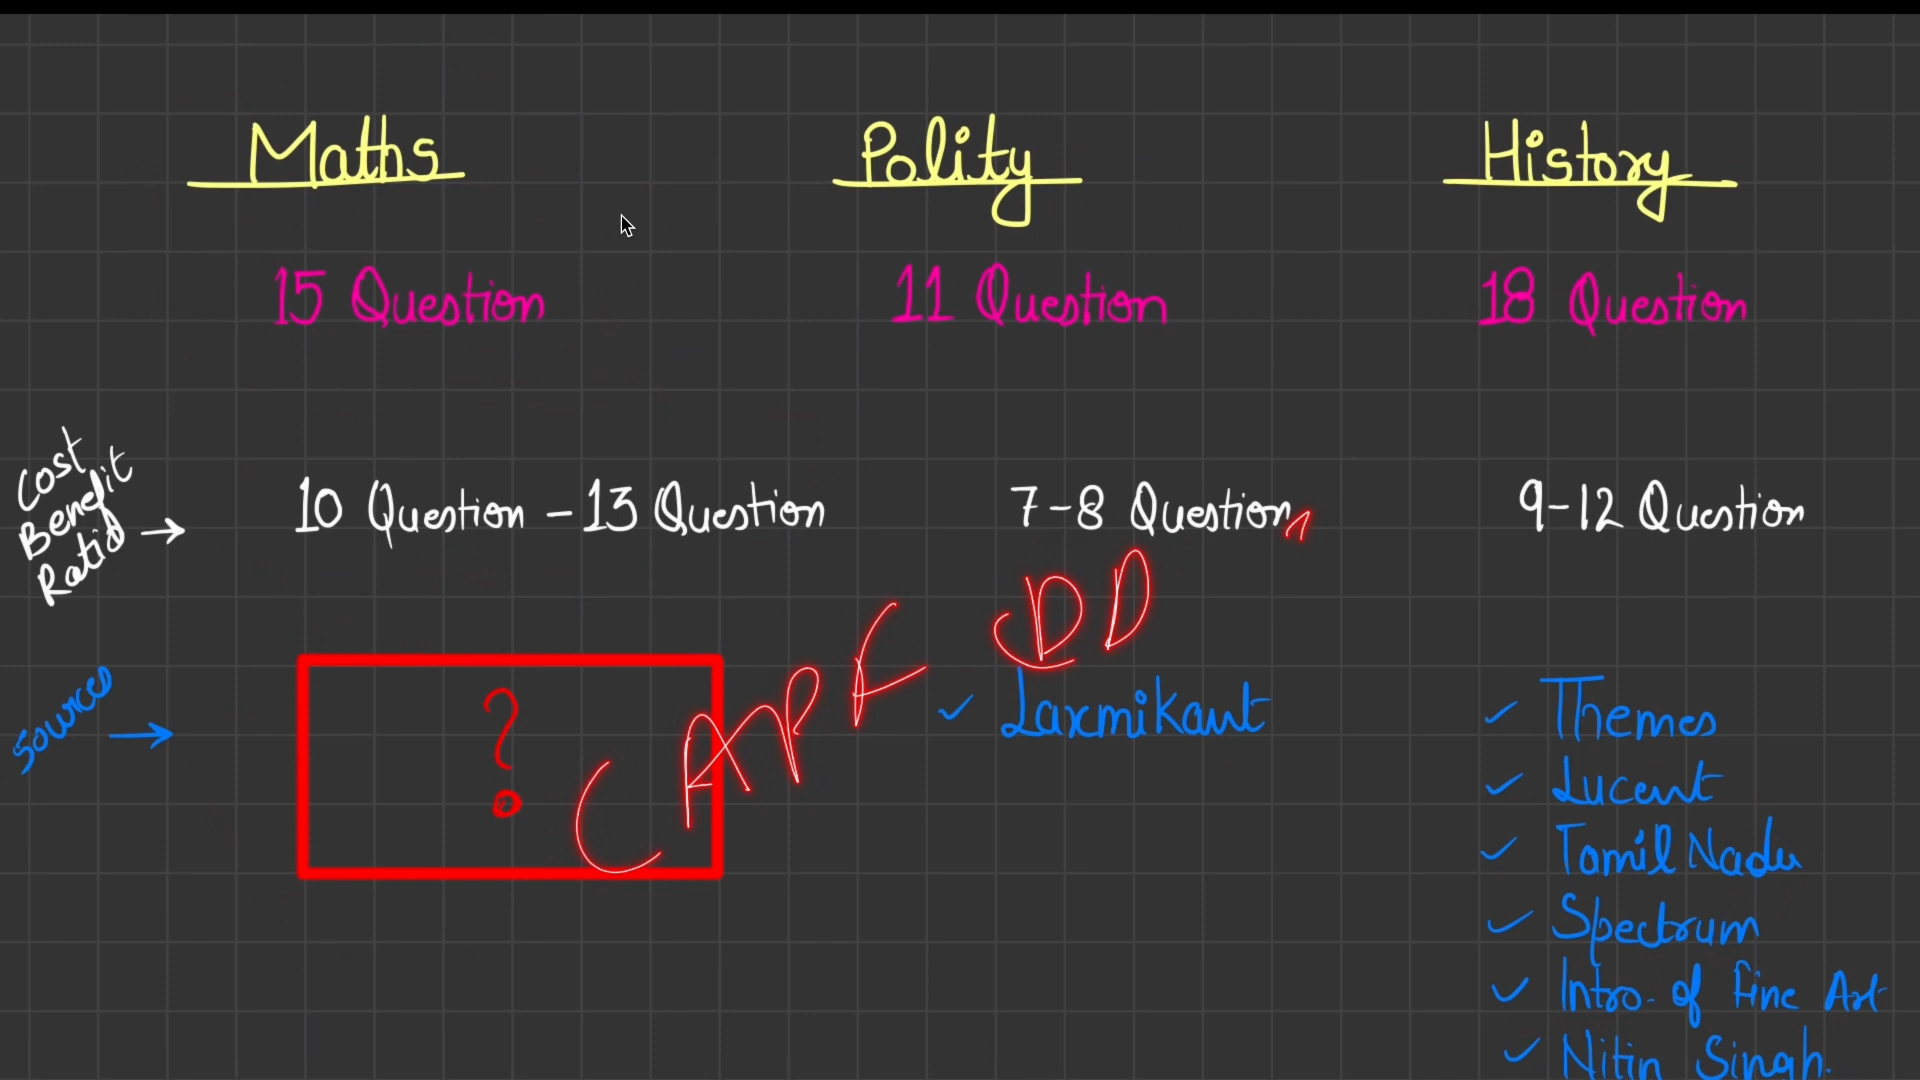 Maths Polity History
15 Question 11 Question 18 Question
Cost
Benefit
Ratio → 10 Question - 13 Question 7-8 Question 9-12 Question
CAPF DD
Source → ? ✓ Laxmikant ✓ Themes
✓ Lucent
✓ Tamil Nadu
✓ Spectrum
✓ Intro. of Fine Art
✓ Nitin Singh.